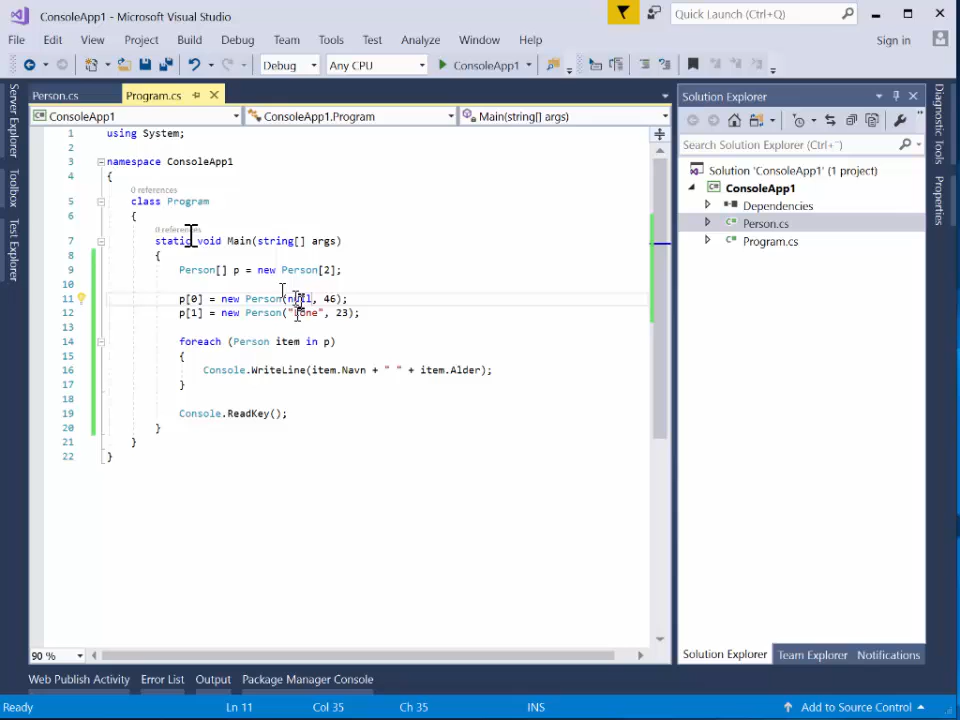 ConsoleApp1 - Microsoft Visual Studio
Quick Launch (Ctrl+Q)
File Edit View Project Build Debug Team Tools Test Analyze Window Help Sign in
Debug Any CPU ConsoleApp1
Server Explorer
Toolbox
Test Explorer
Person.cs Program.cs
ConsoleApp1 ConsoleApp1.Program Main(string[] args)
1 using System;
2
3 namespace ConsoleApp1
4 {
0 references
5 class Program
6 {
0 references
7 static void Main(string[] args)
8 {
9 Person[] p = new Person[2];
10
11 p[0] = new Person(null, 46);
12 p[1] = new Person("Lone", 23);
13
14 foreach (Person item in p)
15 {
16 Console.WriteLine(item.Navn + " " + item.Alder);
17 }
18
19 Console.ReadKey();
20 }
21 }
22 }
90 %
Solution Explorer
Search Solution Explorer (Ctrl+¨)
Solution 'ConsoleApp1' (1 project)
ConsoleApp1
Dependencies
Person.cs
Program.cs
Solution Explorer Team Explorer Notifications
Diagnostic Tools
Properties
Web Publish Activity Error List Output Package Manager Console
Ready Ln 11 Col 35 Ch 35 INS Add to Source Control